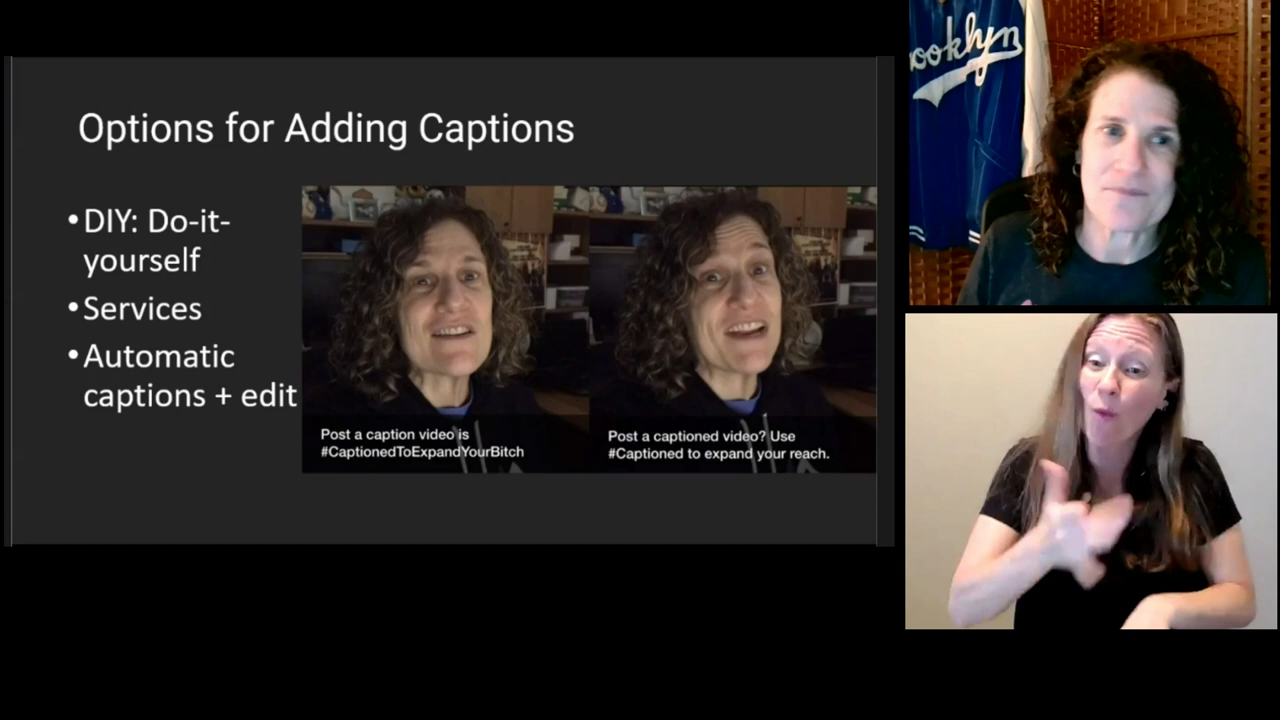 Options for Adding Captions
•DIY: Do-it-
yourself
•Services
•Automatic
captions + edit
Post a caption video is
#CaptionedToExpandYourBitch
Post a captioned video? Use
#Captioned to expand your reach.
ooklyn